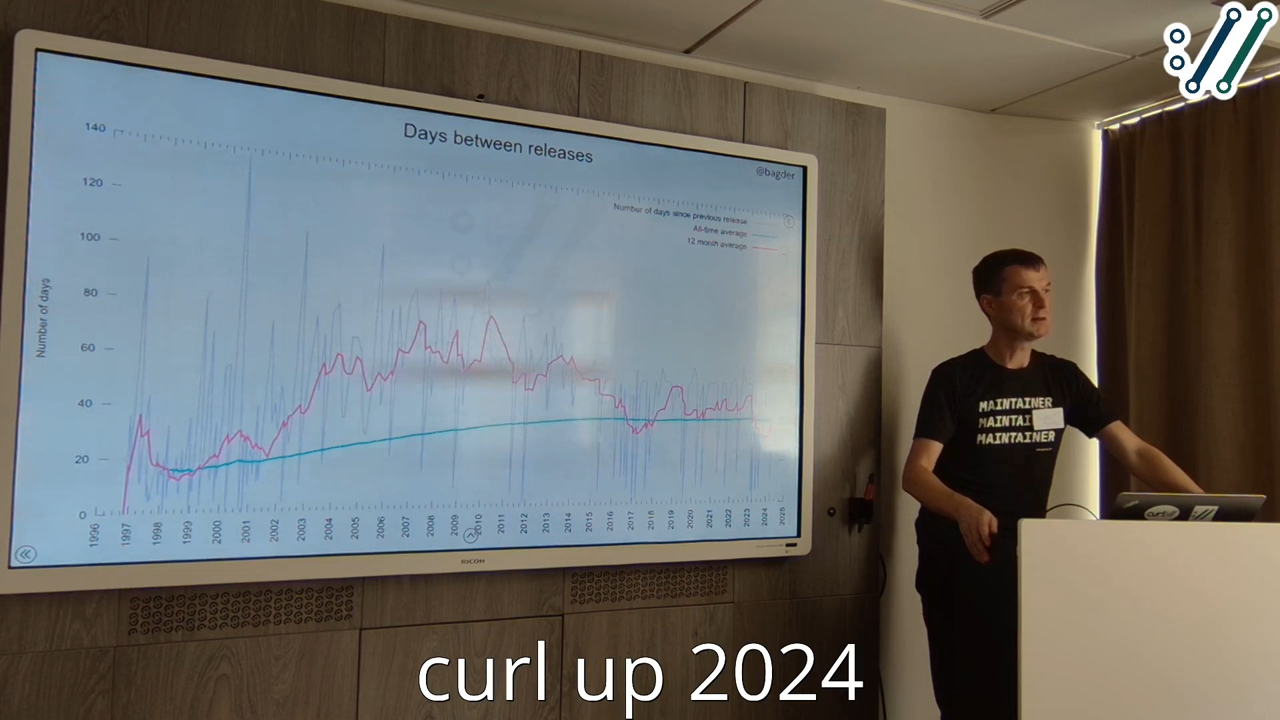 Days between releases
@bagder
Number of days since previous release
All-time average
12 month average
Number of days
140
120
100
80
60
40
20
0
1996 1997 1998 1999 2000 2001 2002 2003 2004 2005 2006 2007 2008 2009 2010 2011 2012 2013 2014 2015 2016 2017 2018 2019 2020 2021 2022 2023 2024 2025
RICOH
MAINTAINER
MAINTAI
MAINTAINER
curl
curl up 2024